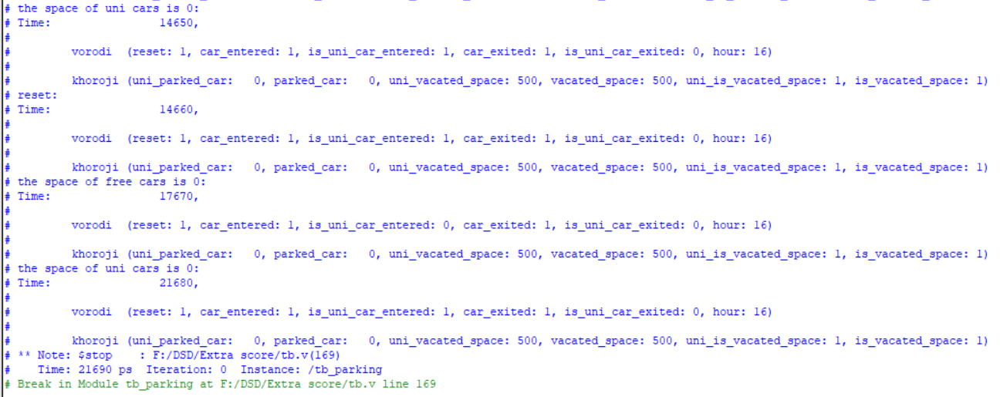 # the space of uni cars is 0:
# Time:                14650,
#
#         vorodi  (reset: 1, car_entered: 1, is_uni_car_entered: 1, car_exited: 1, is_uni_car_exited: 0, hour: 16)
#
#         khoroji (uni_parked_car:   0, parked_car:   0, uni_vacated_space: 500, vacated_space: 500, uni_is_vacated_space: 1, is_vacated_space: 1)
# reset:
# Time:                14660,
#
#         vorodi  (reset: 1, car_entered: 1, is_uni_car_entered: 1, car_exited: 1, is_uni_car_exited: 0, hour: 16)
#
#         khoroji (uni_parked_car:   0, parked_car:   0, uni_vacated_space: 500, vacated_space: 500, uni_is_vacated_space: 1, is_vacated_space: 1)
# the space of free cars is 0:
# Time:                17670,
#
#         vorodi  (reset: 1, car_entered: 1, is_uni_car_entered: 0, car_exited: 1, is_uni_car_exited: 0, hour: 16)
#
#         khoroji (uni_parked_car:   0, parked_car:   0, uni_vacated_space: 500, vacated_space: 500, uni_is_vacated_space: 1, is_vacated_space: 1)
# the space of uni cars is 0:
# Time:                21680,
#
#         vorodi  (reset: 1, car_entered: 1, is_uni_car_entered: 1, car_exited: 1, is_uni_car_exited: 0, hour: 16)
#
#         khoroji (uni_parked_car:   0, parked_car:   0, uni_vacated_space: 500, vacated_space: 500, uni_is_vacated_space: 1, is_vacated_space: 1)
# ** Note: $stop    : F:/DSD/Extra score/tb.v(169)
#    Time: 21690 ps  Iteration: 0  Instance: /tb_parking
# Break in Module tb_parking at F:/DSD/Extra score/tb.v line 169